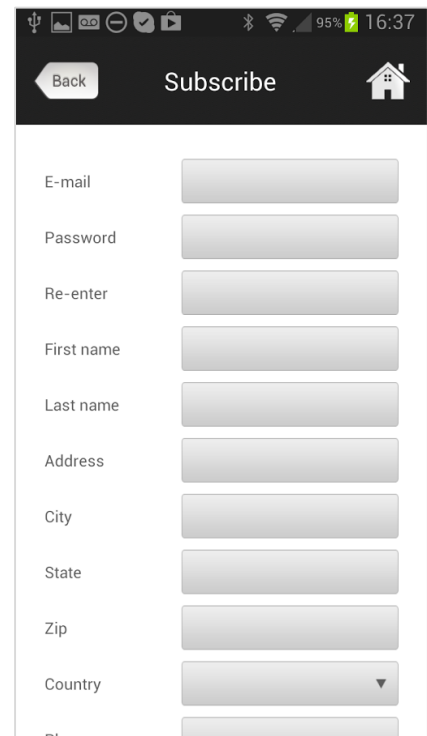 95% 16:37
Back Subscribe
E-mail
Password
Re-enter
First name
Last name
Address
City
State
Zip
Country